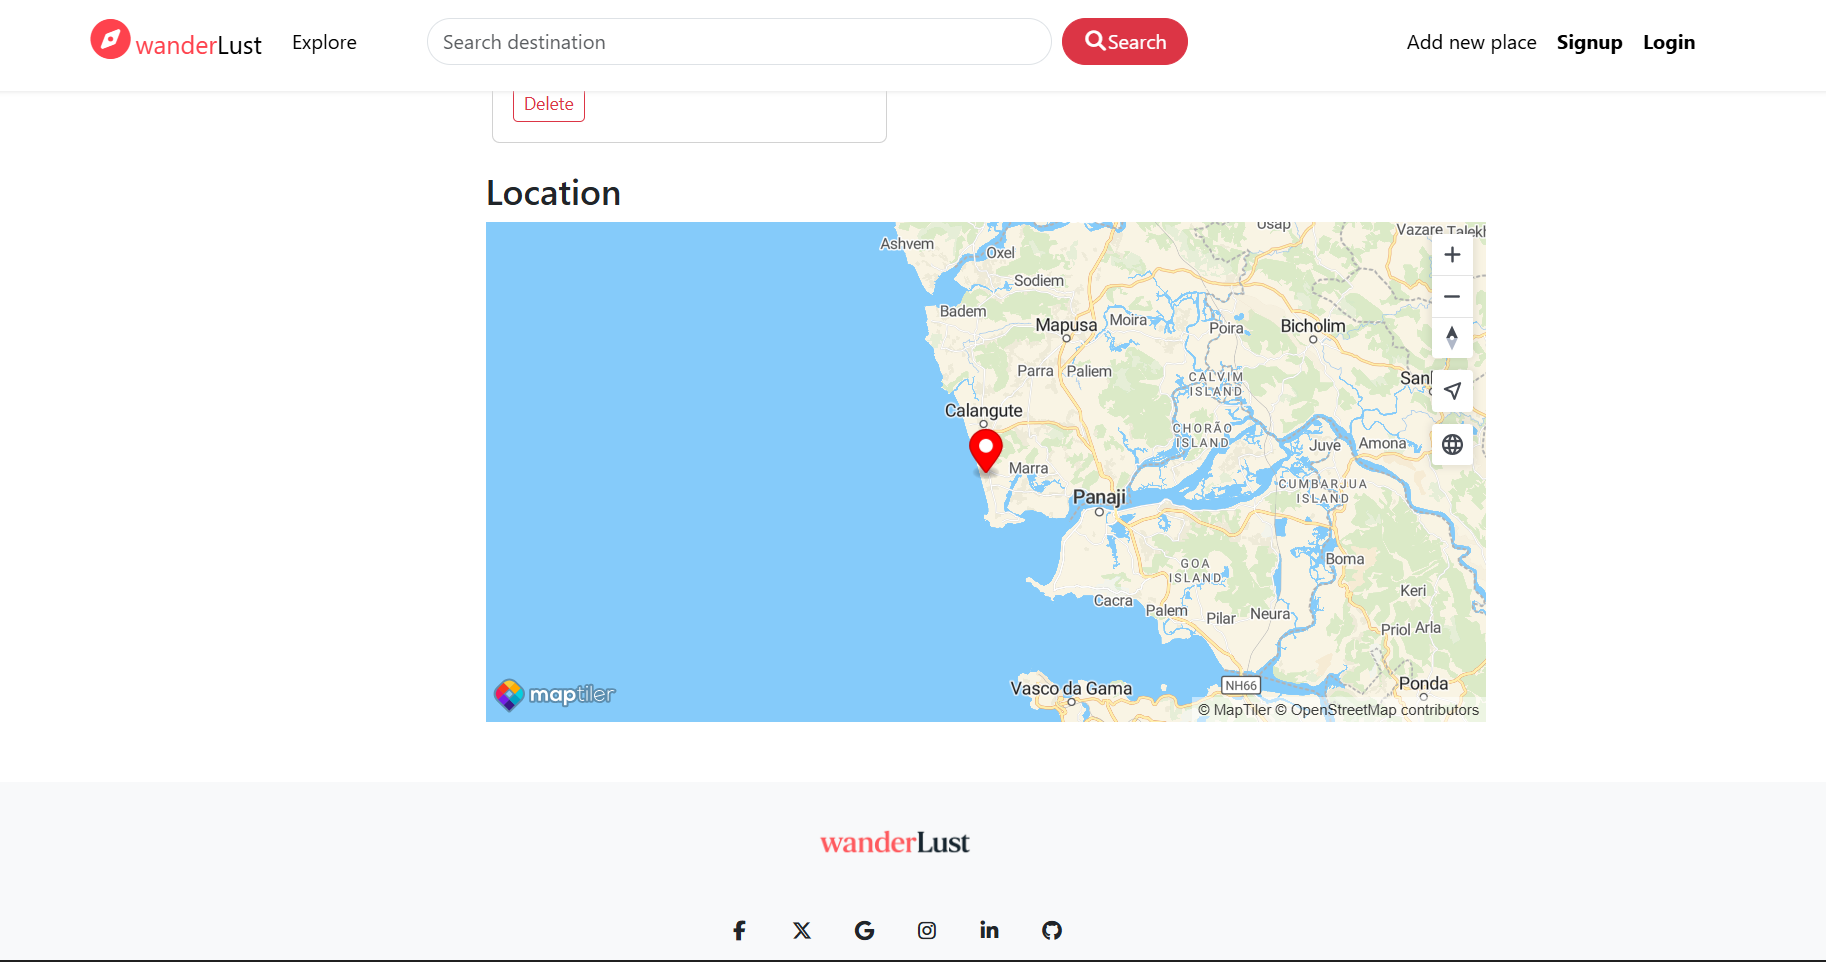 wanderLust Explore Search destination Search Add new place Signup Login
Delete
Location
Usap
Vazare Talekh
Ashvem
Oxel
Sodiem
Badem
Mapusa
Moira
Poira
Bicholim
Parra
Paliem
CALVIM
ISLAND
Calangute
CHORÃO
ISLAND
Juve
Amona
Marra
Panaji
CUMBARJUA
ISLAND
GOA
ISLAND
Boma
Keri
Cacra
Palem
Pilar
Neura
Priol
Arla
Vasco da Gama
NH66
Ponda
maptiler
© MapTiler © OpenStreetMap contributors
wanderLust